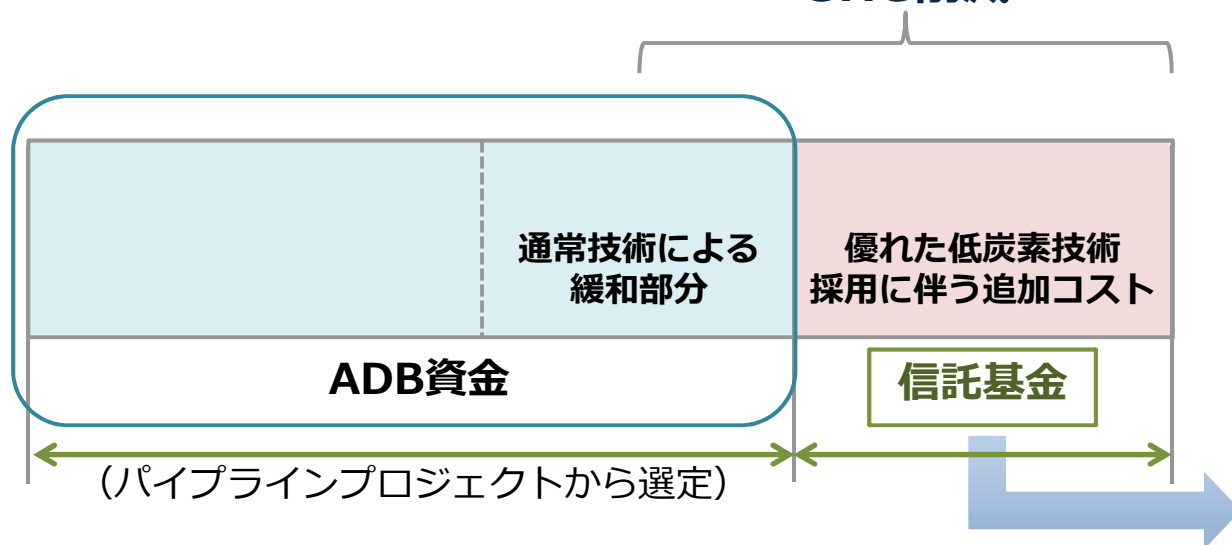 通常技術による
緩和部分
優れた低炭素技術
採用に伴う追加コスト
ADB資金
信託基金
（パイプラインプロジェクトから選定）